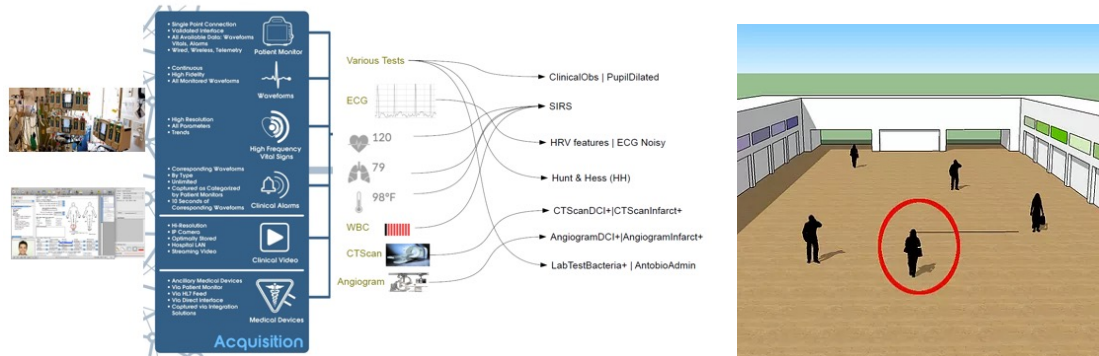 • Single Point Connection
• Validated Interface
• All Available Data: Waveforms
Vitals, Alarms
• Wired, Wireless, Telemetry
Patient Monitor
• Continuous
• High Fidelity
• All Monitored Waveforms
Waveforms
• High Resolution
• All Parameters
• Trends
High Frequency
Vital Signs
• Corresponding Waveforms
• By Type
• Unlimited
• Captured as Categorized
by Patient Monitors
• 10 Seconds of
Corresponding Waveforms
Clinical Alarms
• Hi-Resolution
• IP Camera
• Optimally Stored
• Hospital LAN
• Streaming Video
Clinical Video
• Ancillary Medical Devices
• Via Patient Monitor
• Via HL7 Feed
• Via Direct Interface
• Captured via Integration
Solutions
Medical Devices
Acquisition
Various Tests
ECG
120
79
98°F
WBC
CTScan
Angiogram
ClinicalObs | PupilDilated
SIRS
HRV features | ECG Noisy
Hunt & Hess (HH)
CTScanDCI+|CTScanInfarct+
AngiogramDCI+|AngiogramInfarct+
LabTestBacteria+ | AntobioAdmin